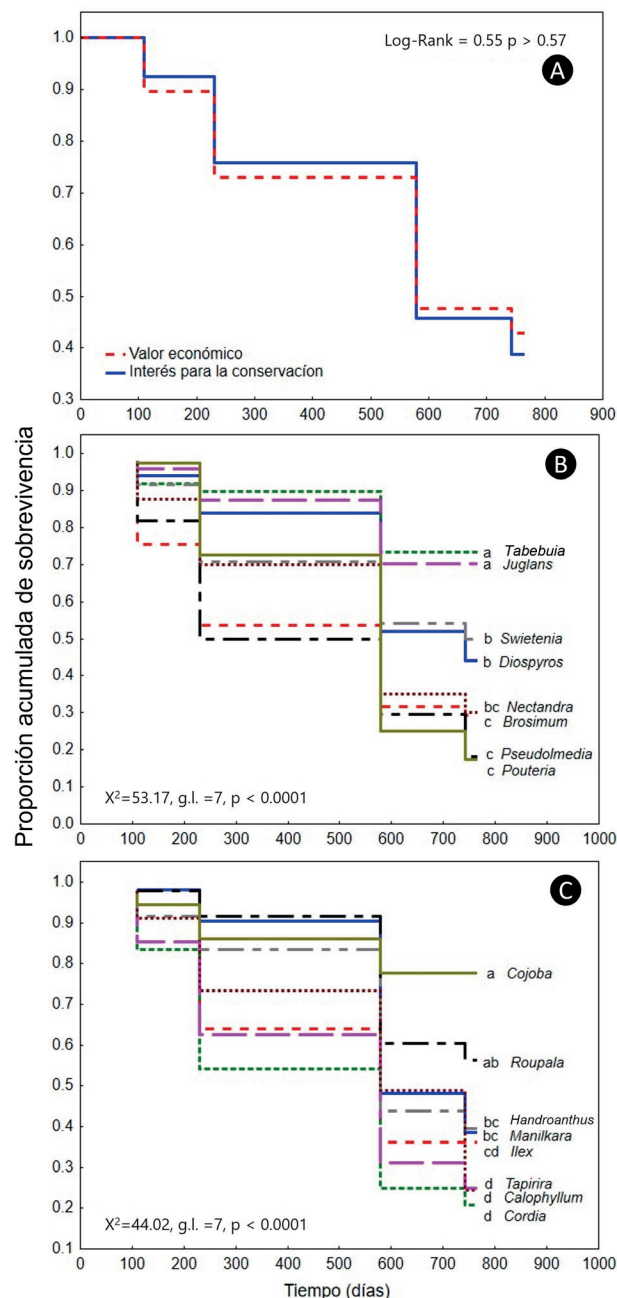 Proporción acumulada de sobrevivencia
1.0
0.9
0.8
0.7
0.6
0.5
0.4
0.3
Log-Rank = 0.55 p > 0.57
A
Valor económico
Interés para la conservacíon
0 100 200 300 400 500 600 700 800 900
1.0
0.9
0.8
0.7
0.6
0.5
0.4
0.3
0.2
0.1
0.0
B
a Tabebuia
a Juglans
b Swietenia
b Diospyros
bc Nectandra
c Brosimum
c Pseudolmedia
c Pouteria
X²=53.17, g.l. =7, p < 0.0001
0 100 200 300 400 500 600 700 800 900 1000
1.0
0.9
0.8
0.7
0.6
0.5
0.4
0.3
0.2
0.1
C
a Cojoba
ab Roupala
bc Handroanthus
bc Manilkara
cd Ilex
d Tapirira
d Calophyllum
d Cordia
X²=44.02, g.l. =7, p < 0.0001
0 100 200 300 400 500 600 700 800 900 1000
Tiempo (días)